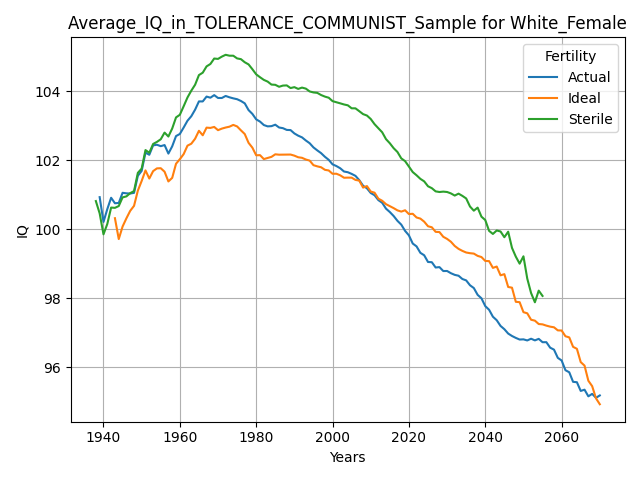 Average_IQ_in_TOLERANCE_COMMUNIST_Sample for White_Female
Fertility
Actual
Ideal
Sterile
IQ
104
102
100
98
96
1940 1960 1980 2000 2020 2040 2060
Years